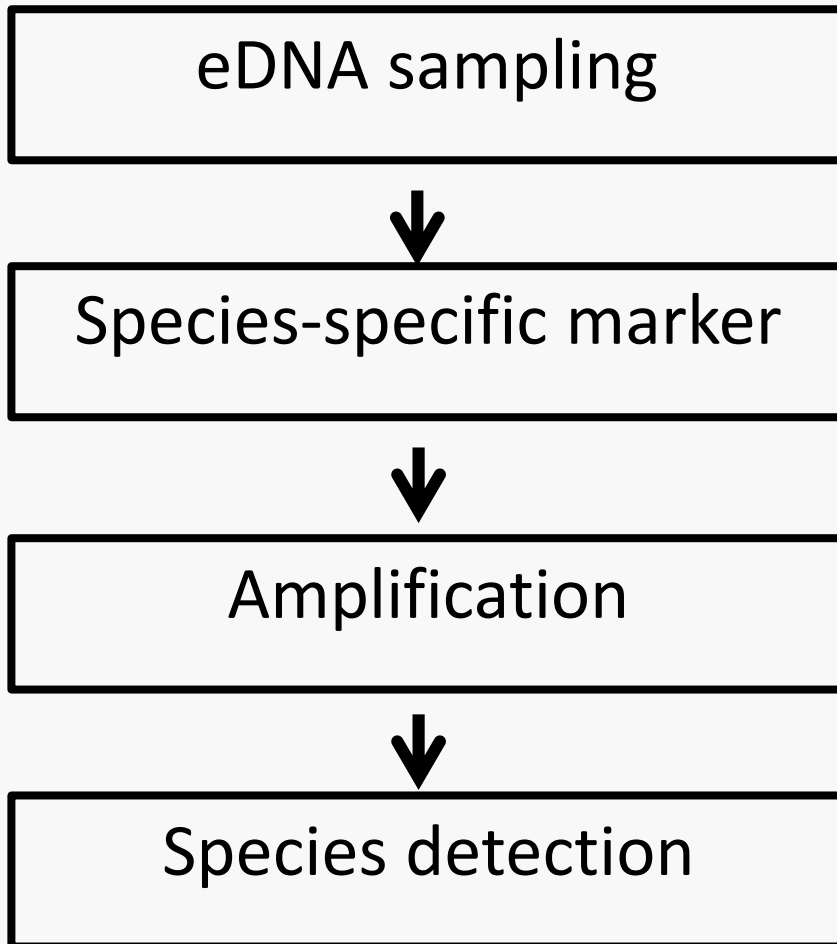 eDNA sampling
Species-specific marker
Amplification
Species detection